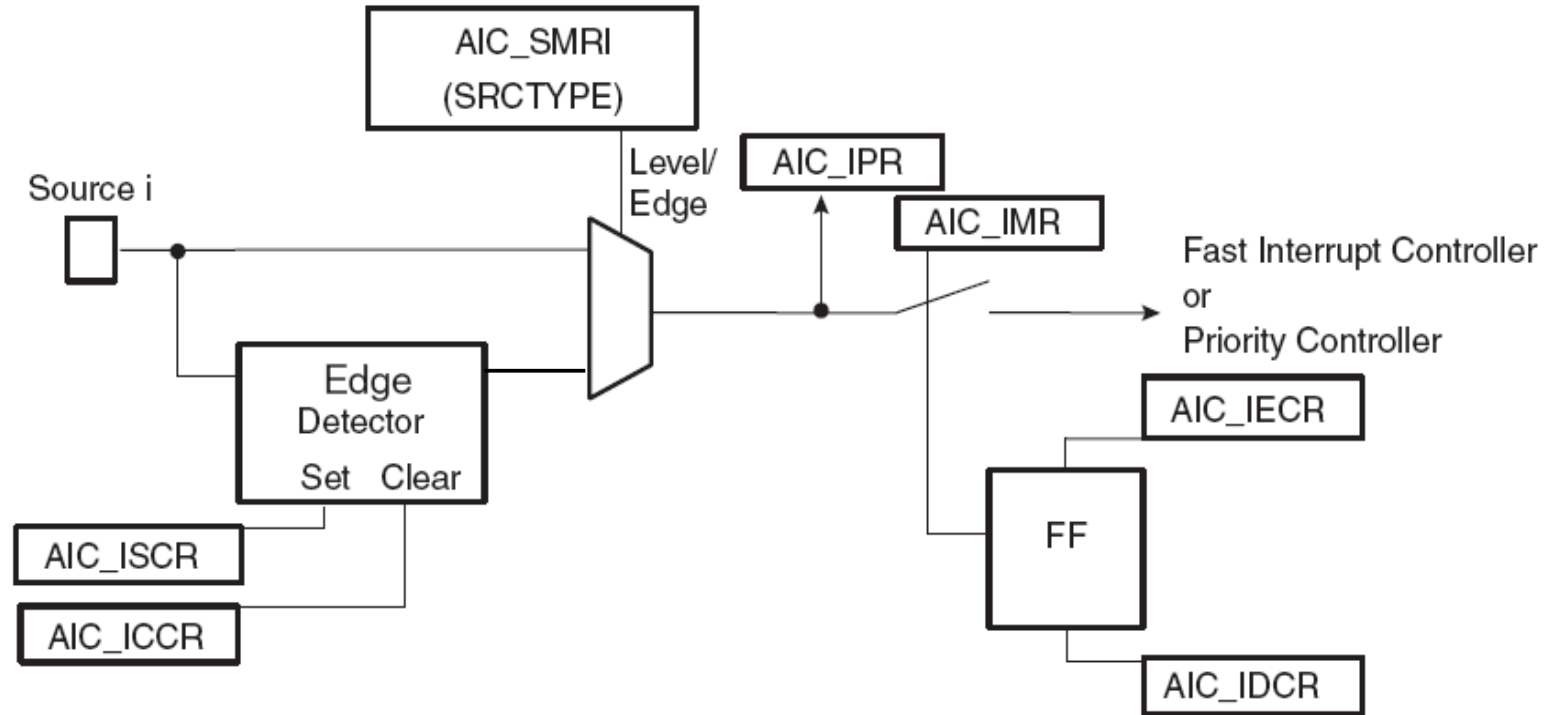 AIC_SMRI
(SRCTYPE)
Source i
Level/
Edge
AIC_IPR
AIC_IMR
Fast Interrupt Controller
or
Priority Controller
Edge
Detector
Set Clear
AIC_IECR
FF
AIC_ISCR
AIC_ICCR
AIC_IDCR